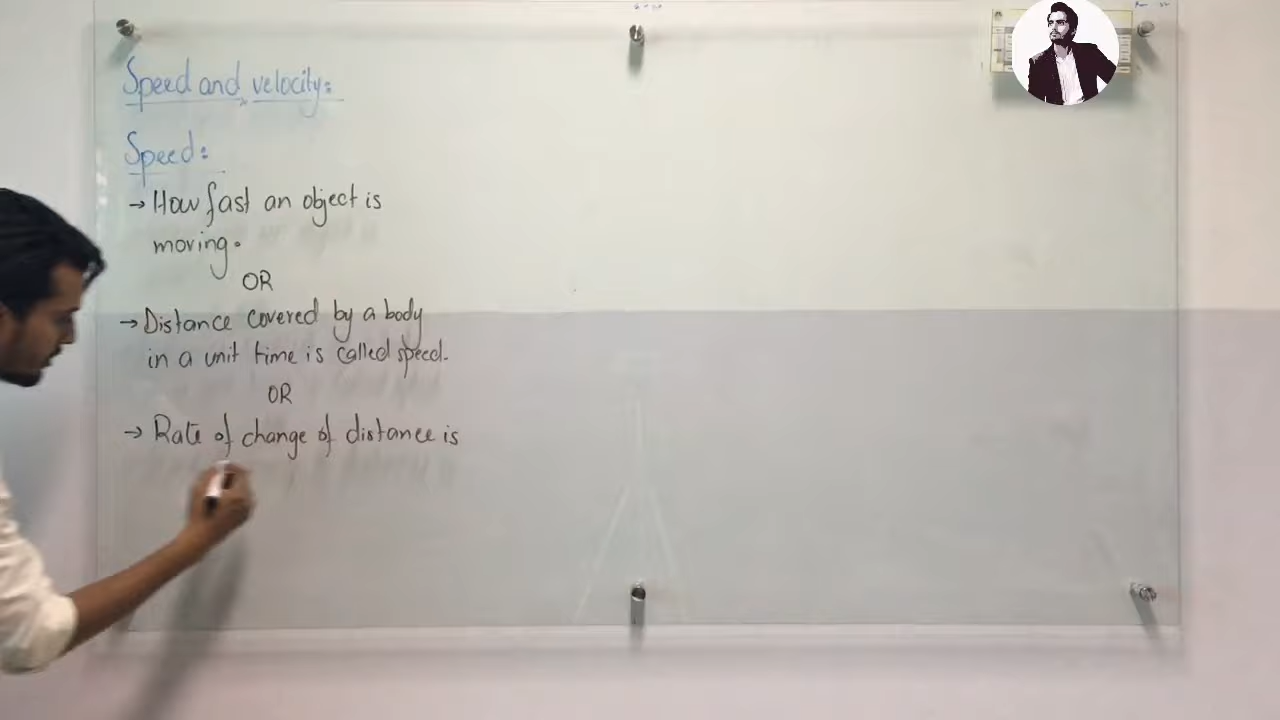 Speed and velocity:
Speed:
→ How fast an object is
moving.
OR
→ Distance covered by a body
in a unit time is called speed.
OR
→ Rate of change of distance is